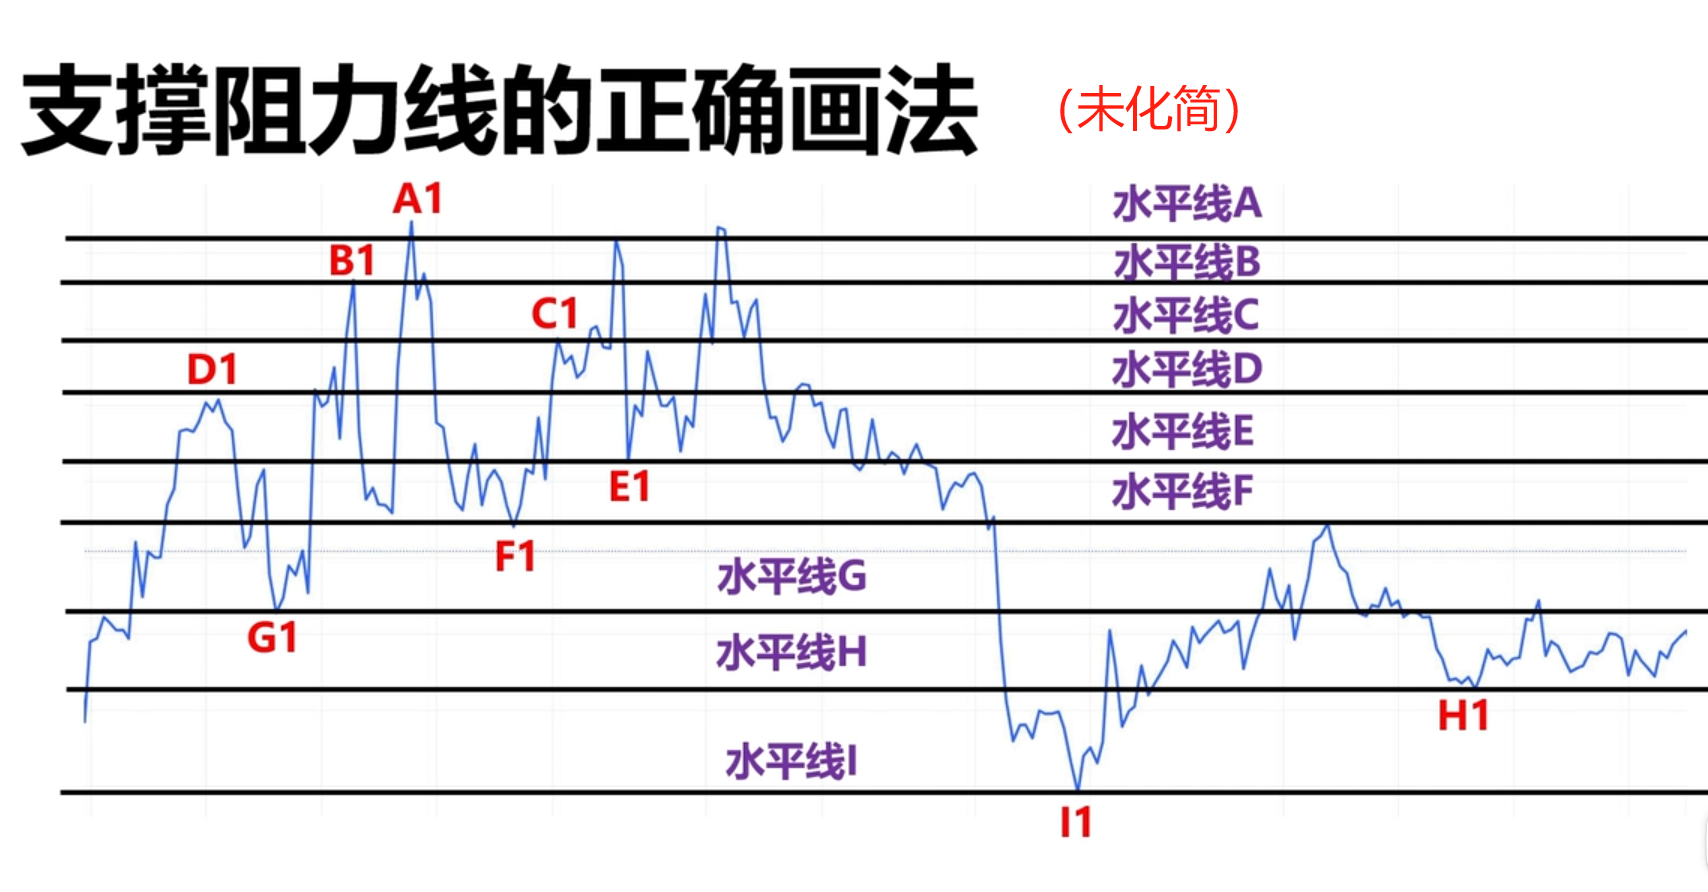 支撑阻力线的正确画法 （未化简）
A1
水平线A
B1
水平线B
C1
水平线C
D1
水平线D
水平线E
E1
水平线F
F1
水平线G
G1
水平线H
H1
水平线I
I1